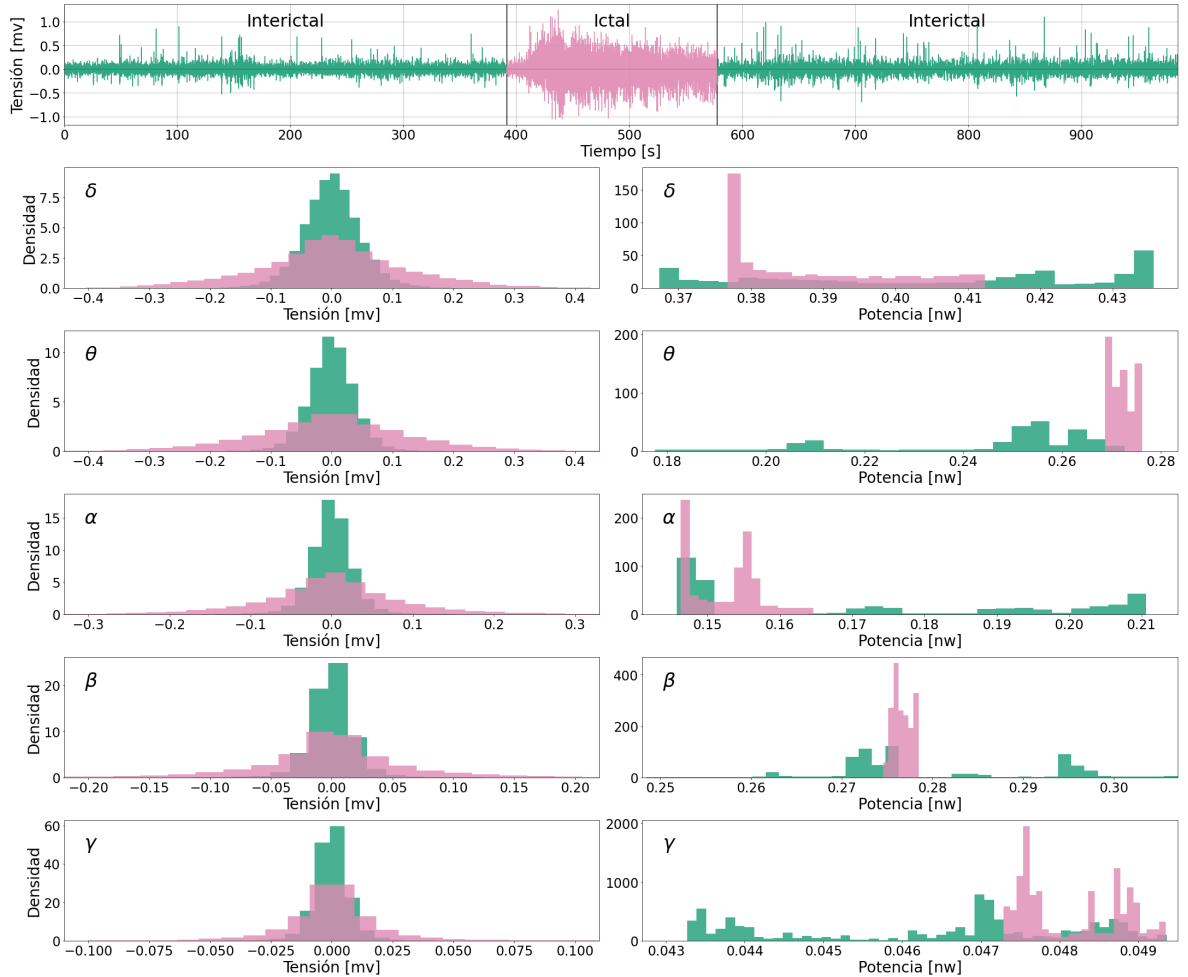 Interictal Ictal Interictal
Tensión [mv]
1.0
0.5
0.0
−0.5
−1.0
0 100 200 300 400 500 600 700 800 900
Tiempo [s]
δ
Densidad
7.5
5.0
2.5
0.0
−0.4 −0.3 −0.2 −0.1 0.0 0.1 0.2 0.3 0.4
Tensión [mv]
δ
150
100
50
0
0.37 0.38 0.39 0.40 0.41 0.42 0.43
Potencia [nw]
θ
Densidad
10
5
0
−0.4 −0.3 −0.2 −0.1 0.0 0.1 0.2 0.3 0.4
Tensión [mv]
θ
200
100
0
0.18 0.20 0.22 0.24 0.26 0.28
Potencia [nw]
α
Densidad
15
10
5
0
−0.3 −0.2 −0.1 0.0 0.1 0.2 0.3
Tensión [mv]
α
200
100
0
0.15 0.16 0.17 0.18 0.19 0.20 0.21
Potencia [nw]
β
Densidad
20
10
0
−0.20 −0.15 −0.10 −0.05 0.00 0.05 0.10 0.15 0.20
Tensión [mv]
β
400
200
0
0.25 0.26 0.27 0.28 0.29 0.30
Potencia [nw]
γ
Densidad
60
40
20
0
−0.100 −0.075 −0.050 −0.025 0.000 0.025 0.050 0.075 0.100
Tensión [mv]
γ
2000
1000
0
0.043 0.044 0.045 0.046 0.047 0.048 0.049
Potencia [nw]